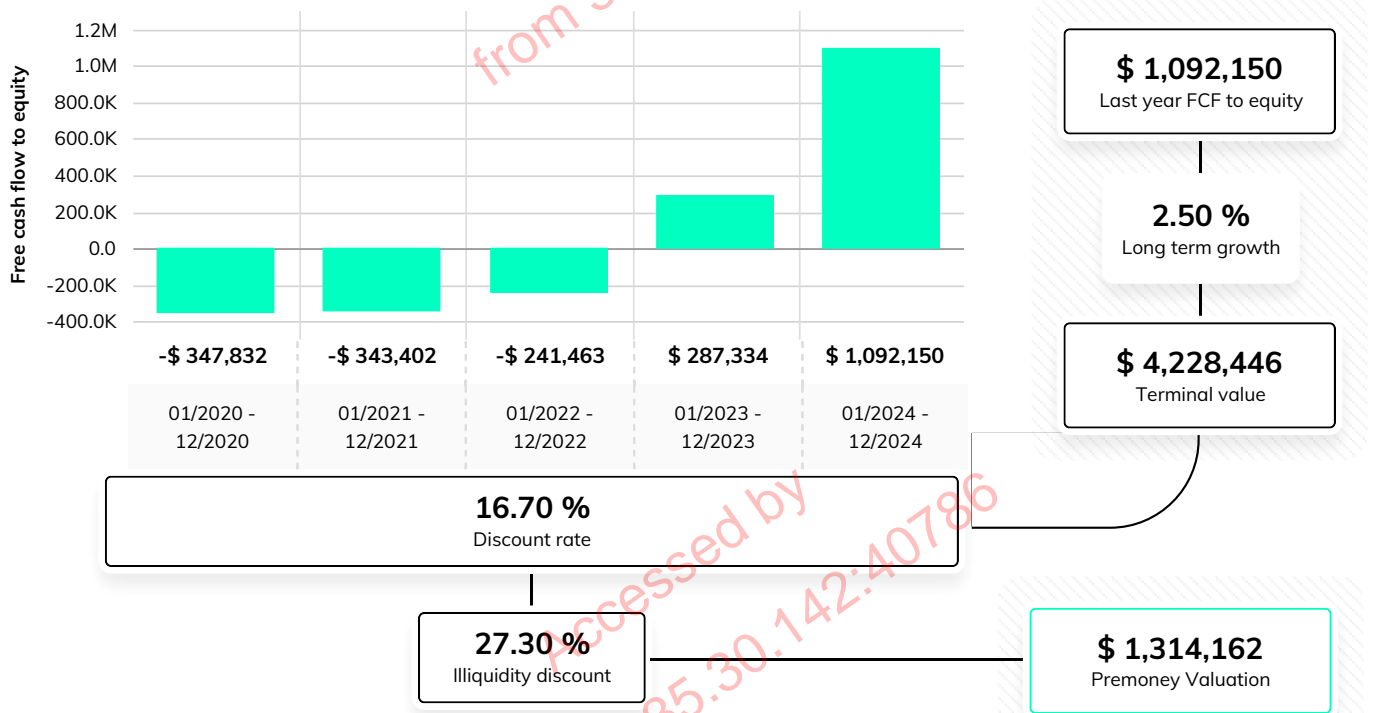 Free cash flow to equity
1.2M
1.0M
800.0K
600.0K
400.0K
200.0K
0.0
-200.0K
-400.0K
-$ 347,832
-$ 343,402
-$ 241,463
$ 287,334
$ 1,092,150
01/2020 -
12/2020
01/2021 -
12/2021
01/2022 -
12/2022
01/2023 -
12/2023
01/2024 -
12/2024
16.70 %
Discount rate
27.30 %
Illiquidity discount
$ 1,092,150
Last year FCF to equity
2.50 %
Long term growth
$ 4,228,446
Terminal value
$ 1,314,162
Premoney Valuation
from
Accessed by
35.30.142:40786